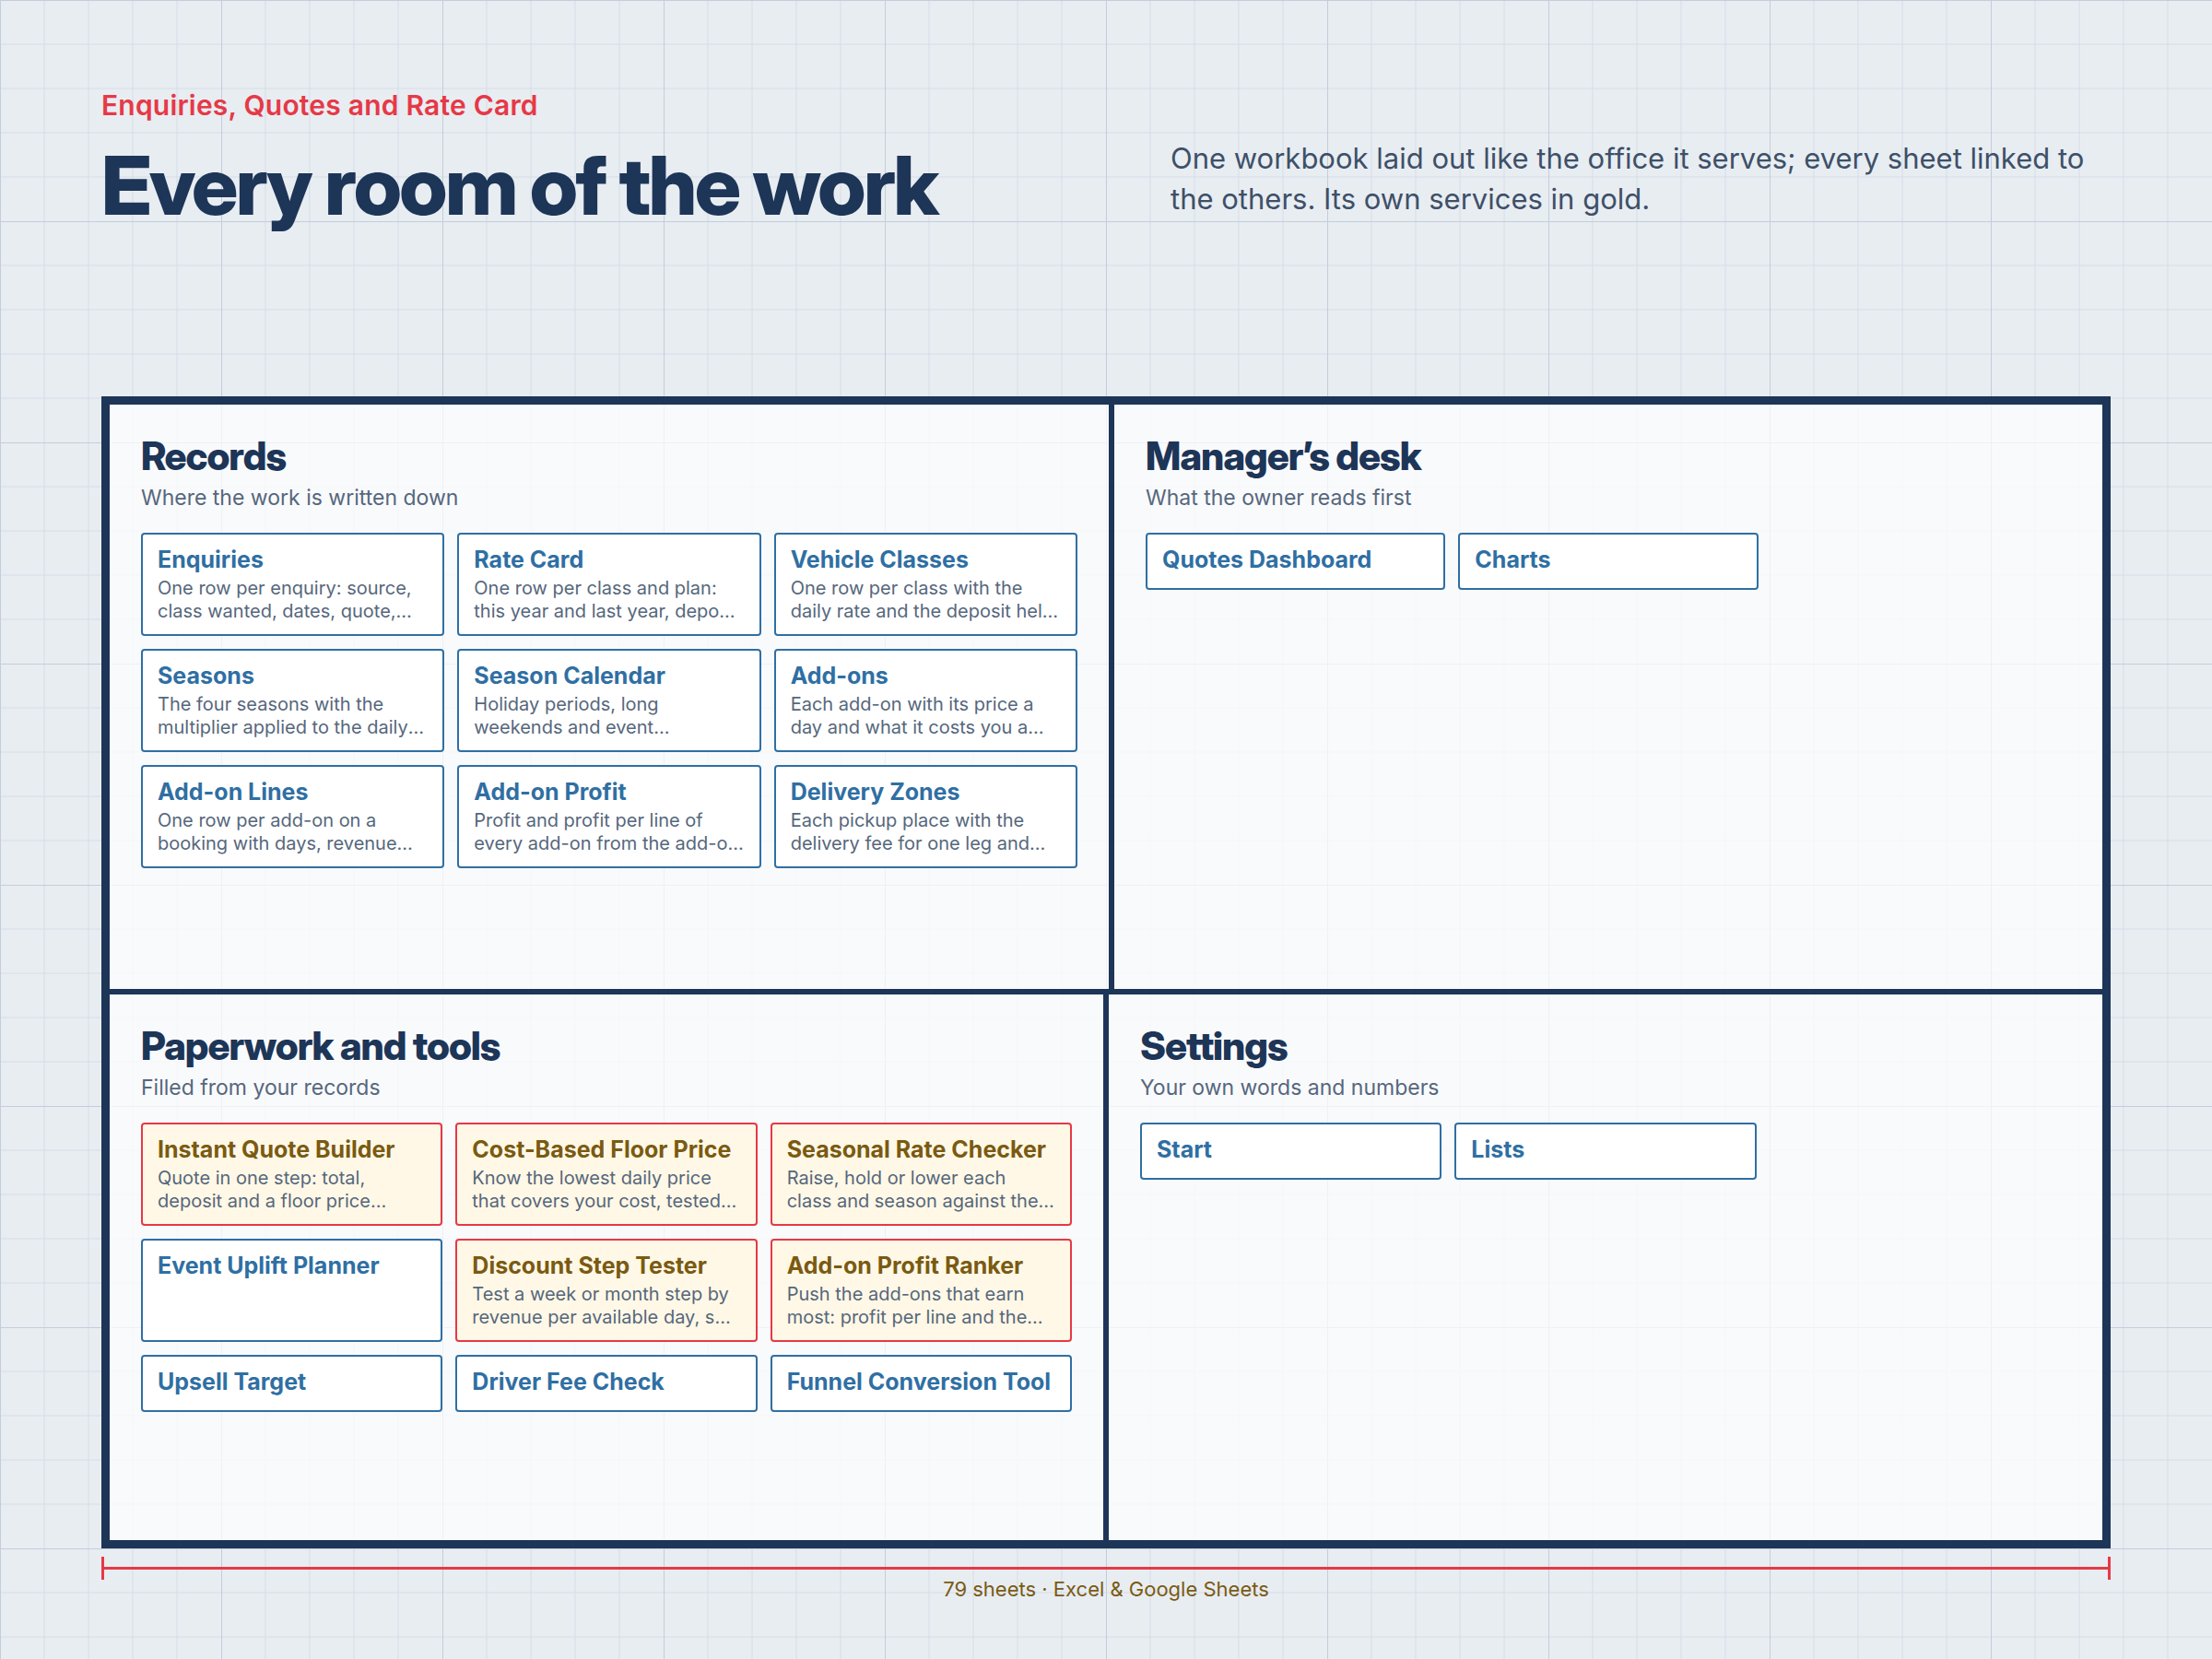 Enquiries, Quotes and Rate Card
Every room of the work
One workbook laid out like the office it serves; every sheet linked to
the others. Its own services in gold.
Records
Where the work is written down
Enquiries
One row per enquiry: source,
class wanted, dates, quote,...
Rate Card
One row per class and plan:
this year and last year, depo...
Vehicle Classes
One row per class with the
daily rate and the deposit hel...
Seasons
The four seasons with the
multiplier applied to the daily...
Season Calendar
Holiday periods, long
weekends and event...
Add-ons
Each add-on with its price a
day and what it costs you a...
Add-on Lines
One row per add-on on a
booking with days, revenue...
Add-on Profit
Profit and profit per line of
every add-on from the add-o...
Delivery Zones
Each pickup place with the
delivery fee for one leg and...
Manager's desk
What the owner reads first
Quotes Dashboard
Charts
Paperwork and tools
Filled from your records
Instant Quote Builder
Quote in one step: total,
deposit and a floor price...
Cost-Based Floor Price
Know the lowest daily price
that covers your cost, tested...
Seasonal Rate Checker
Raise, hold or lower each
class and season against the...
Event Uplift Planner
Discount Step Tester
Test a week or month step by
revenue per available day, s...
Add-on Profit Ranker
Push the add-ons that earn
most: profit per line and the...
Upsell Target
Driver Fee Check
Funnel Conversion Tool
Settings
Your own words and numbers
Start
Lists
79 sheets · Excel & Google Sheets